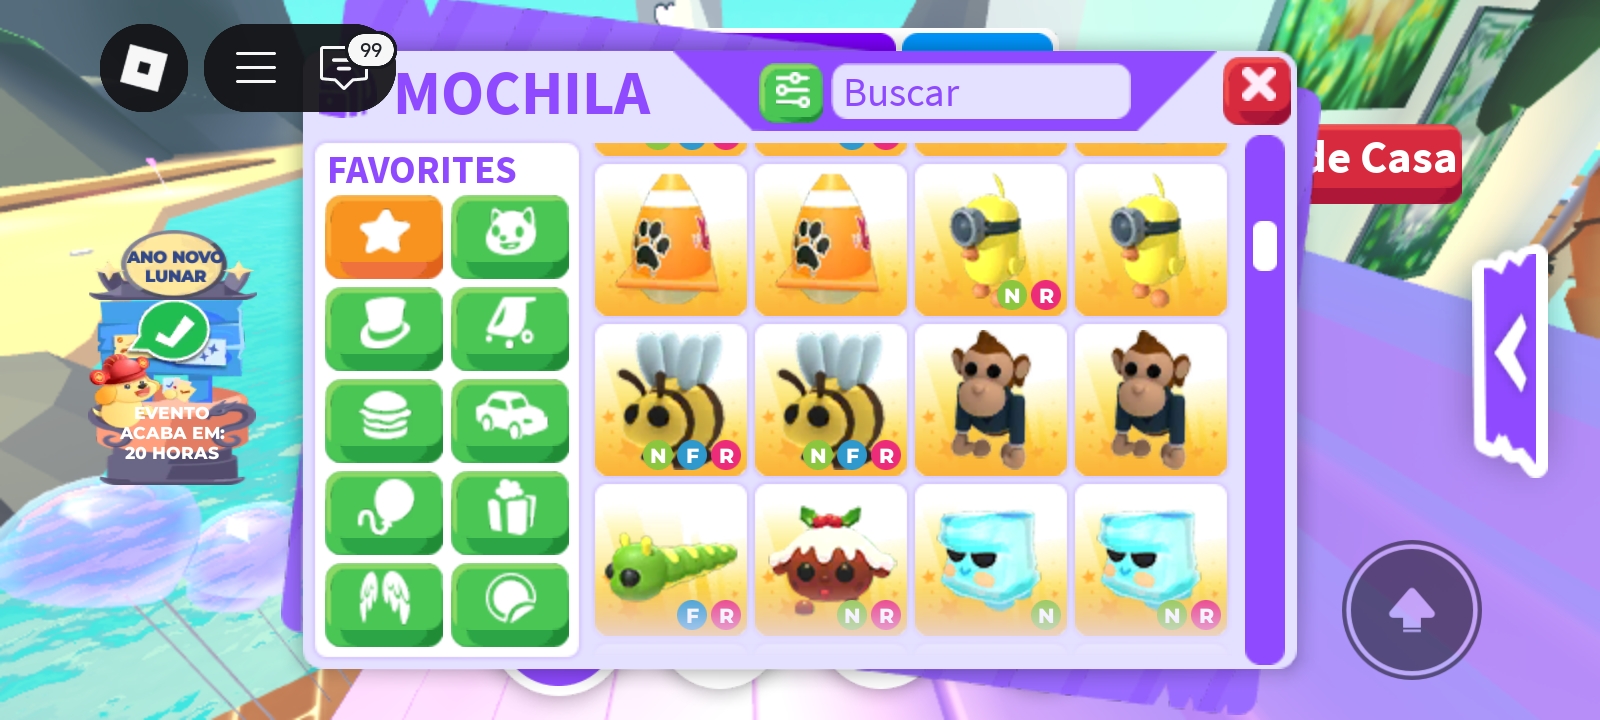 99
MOCHILA
Buscar
FAVORITES
de Casa
ANO NOVO
LUNAR
EVENTO
ACABA EM:
20 HORAS
N R
N F R
N F R
F R
N R
N
N R